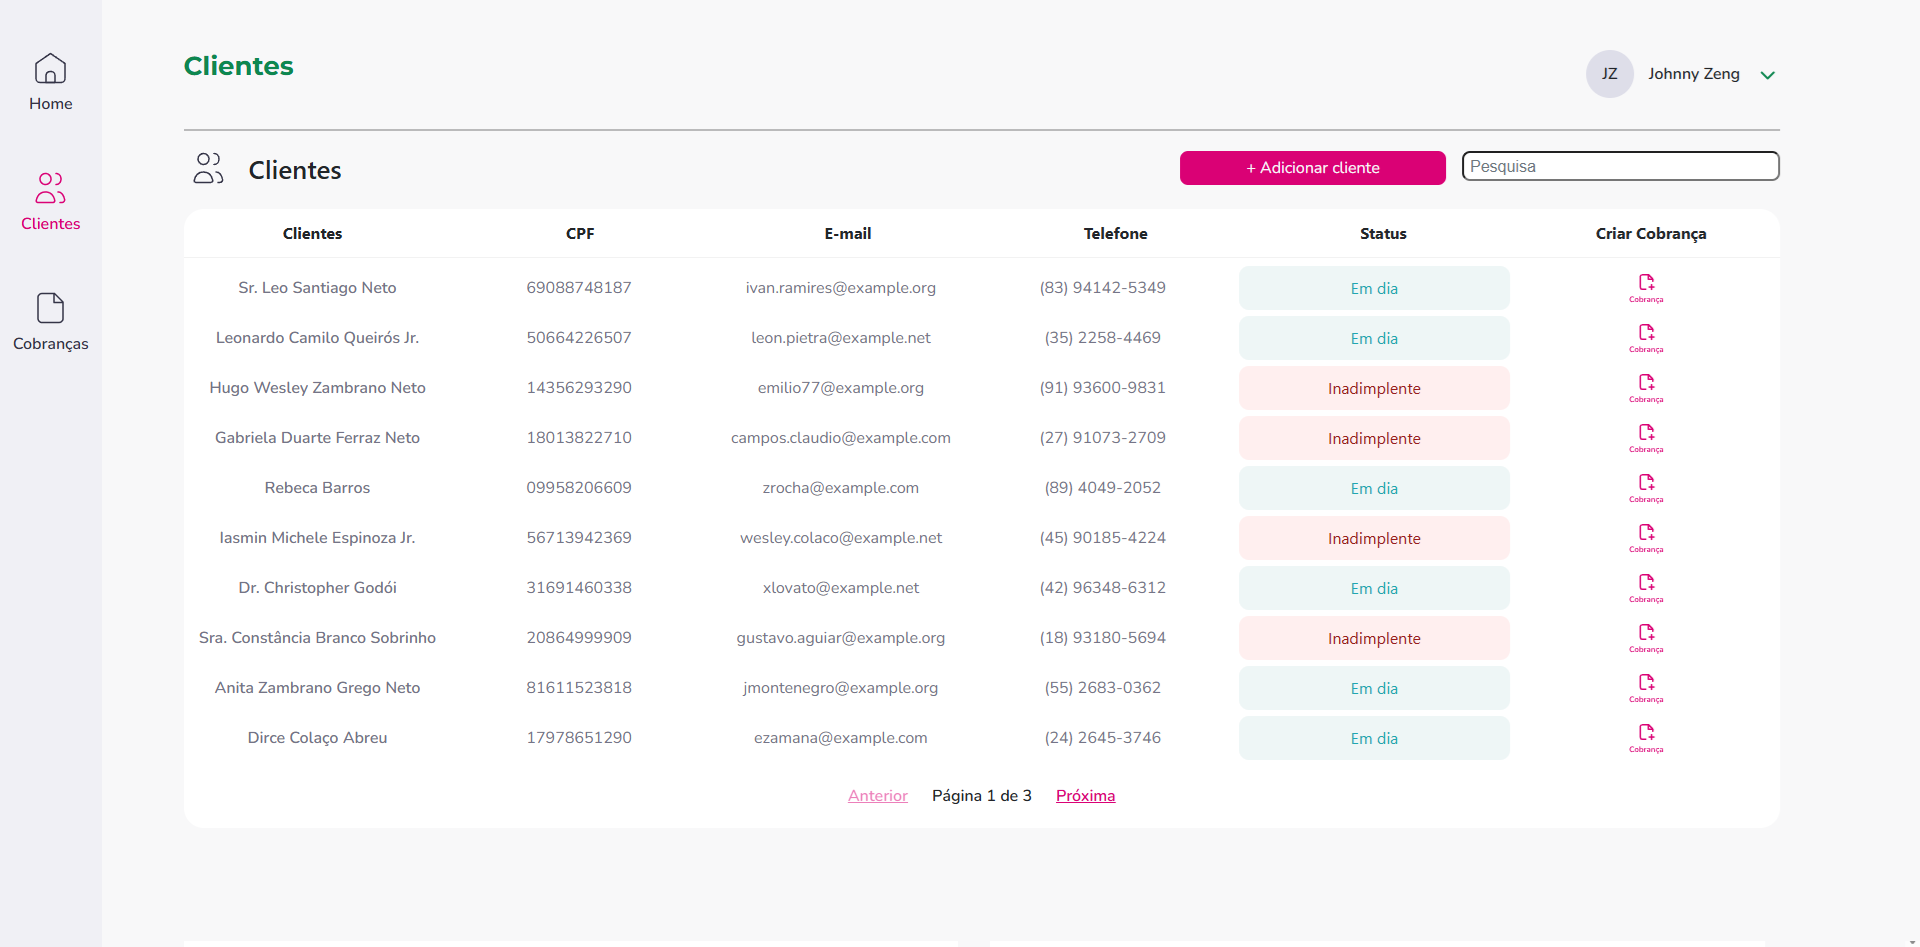 Clientes
JZ Johnny Zeng
Home
Clientes
Cobranças
Clientes
+ Adicionar cliente
Pesquisa
Clientes CPF E-mail Telefone Status Criar Cobrança
Sr. Leo Santiago Neto 69088748187 ivan.ramires@example.org (83) 94142-5349 Em dia Cobrança
Leonardo Camilo Queirós Jr. 50664226507 leon.pietra@example.net (35) 2258-4469 Em dia Cobrança
Hugo Wesley Zambrano Neto 14356293290 emilio77@example.org (91) 93600-9831 Inadimplente Cobrança
Gabriela Duarte Ferraz Neto 18013822710 campos.claudio@example.com (27) 91073-2709 Inadimplente Cobrança
Rebeca Barros 09958206609 zrocha@example.com (89) 4049-2052 Em dia Cobrança
Iasmin Michele Espinoza Jr. 56713942369 wesley.colaco@example.net (45) 90185-4224 Inadimplente Cobrança
Dr. Christopher Godói 31691460338 xlovato@example.net (42) 96348-6312 Em dia Cobrança
Sra. Constância Branco Sobrinho 20864999909 gustavo.aguiar@example.org (18) 93180-5694 Inadimplente Cobrança
Anita Zambrano Grego Neto 81611523818 jmontenegro@example.org (55) 2683-0362 Em dia Cobrança
Dirce Colaço Abreu 17978651290 ezamana@example.com (24) 2645-3746 Em dia Cobrança
Anterior Página 1 de 3 Próxima